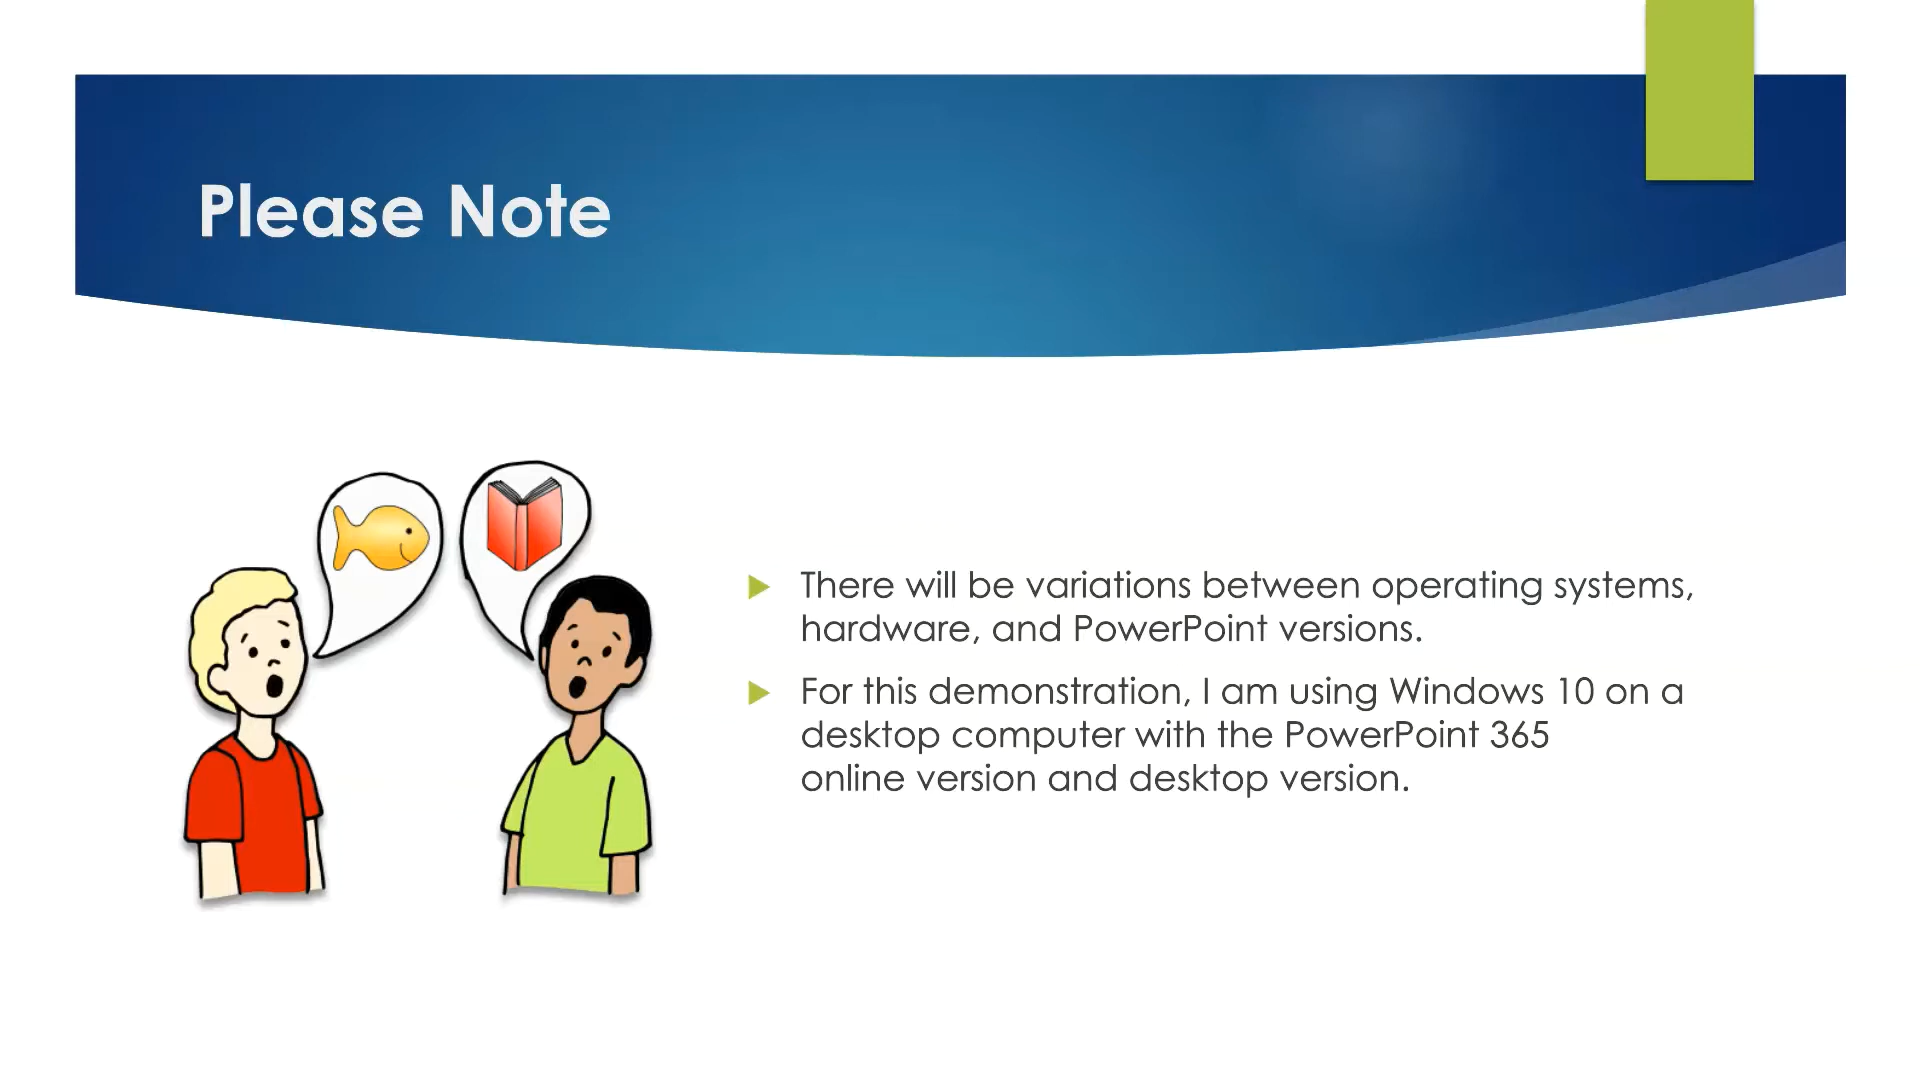 Please Note
There will be variations between operating systems,
hardware, and PowerPoint versions.
For this demonstration, I am using Windows 10 on a
desktop computer with the PowerPoint 365
online version and desktop version.